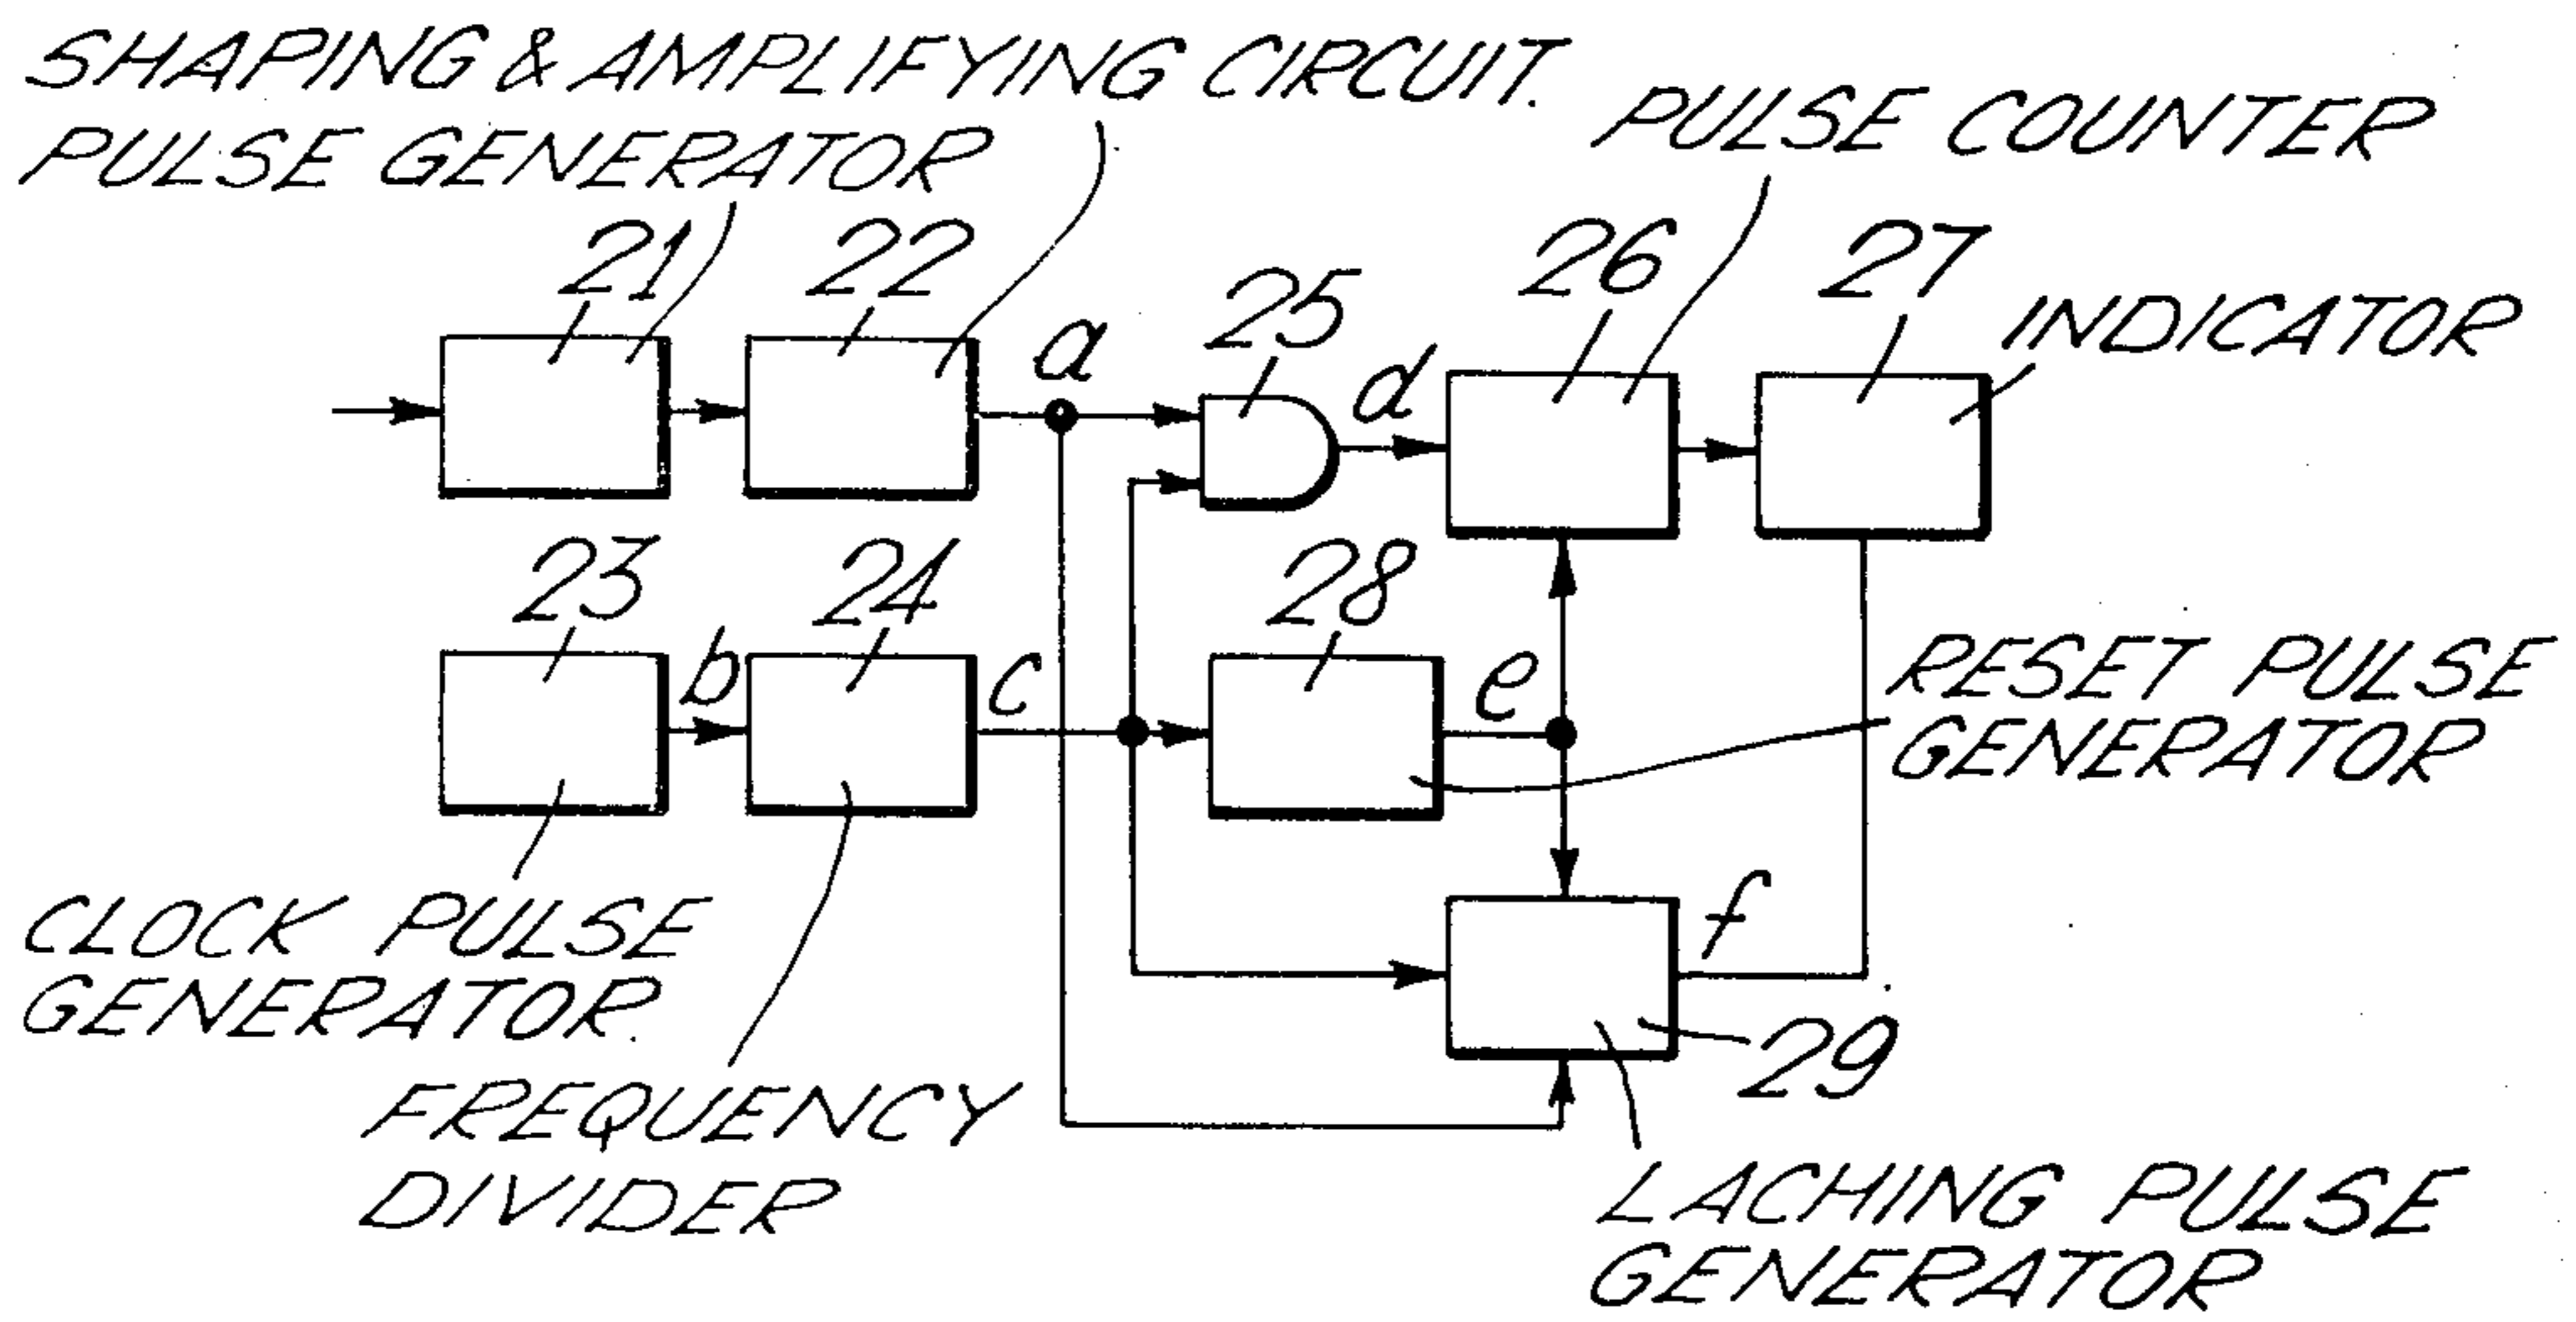 SHAPING & AMPLIFYING CIRCUIT.
PULSE GENERATOR
PULSE COUNTER
21
22
a
25
d
26
27
INDICATOR
23
b
24
c
28
e
RESET PULSE
GENERATOR
CLOCK PULSE
GENERATOR.
f
29
FREQUENCY
DIVIDER
LACHING PULSE
GENERATOR